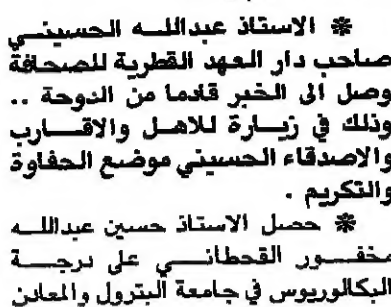 * الاستاذ عبدالله الحسيني
صاحب دار العهد القطرية للصحافة
وصل الى الخبر قادما من الدوحة ..
وذلك في زيارة للاهل والاقارب
والاصدقاء الحسيني موضع الحفاوة
والتكريم .
* حصل الاستاذ حسين عبدالله
مخفور القحطاني على درجة
البكالوريوس في جامعة البترول والمعادن